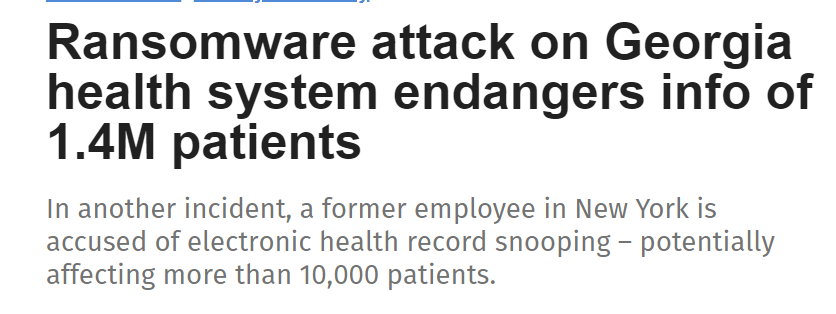 Ransomware attack on Georgia
health system endangers info of
1.4M patients
In another incident, a former employee in New York is
accused of electronic health record snooping – potentially
affecting more than 10,000 patients.